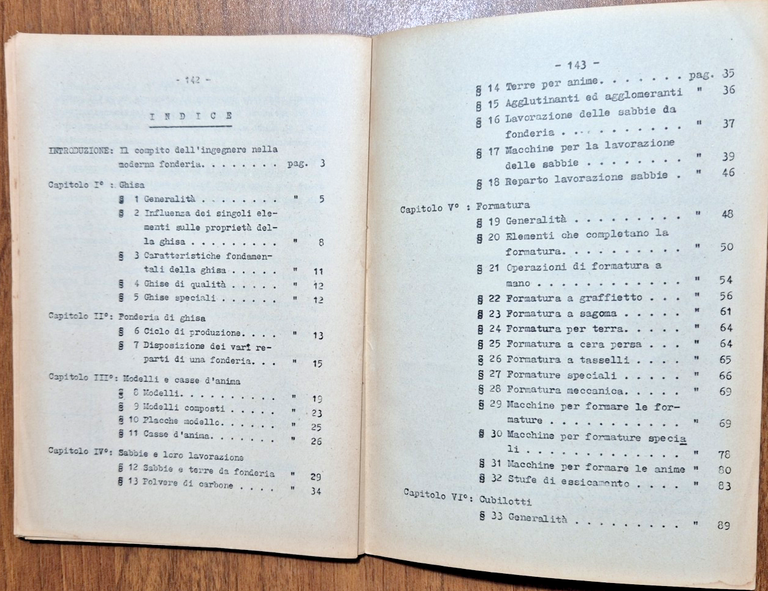 - 142 -
I N D I C E
INTRODUZIONE: Il compito dell'ingegnere nella
moderna fonderia. . . . . . . . pag. 3
Capitolo I° : Ghisa
§ 1 Generalità . . . . . . . . " 5
§ 2 Influenza dei singoli ele-
menti sulle proprietà del-
la ghisa . . . . . . . . . " 8
§ 3 Caratteristiche fondamen-
tali della ghisa. . . . . . " 11
§ 4 Ghise di qualità . . . . . " 12
§ 5 Ghise speciali . . . . . . " 12
Capitolo II°: Fonderia di ghisa
§ 6 Ciclo di produzione. . . . " 13
§ 7 Disposizione dei vari re-
parti di una fonderia. . . " 15
Capitolo III°: Modelli e casse d'anima
§ 8 Modelli. . . . . . . . . . " 19
§ 9 Modelli composti . . . . . " 23
§ 10 Placche modello. . . . . . " 25
§ 11 Casse d'anima. . . . . . . " 26
Capitolo IV°: Sabbie e loro lavorazione
§ 12 Sabbie e terre da fonderia " 29
§ 13 Polvere di carbone . . . . " 34
- 143 -
§ 14 Terre per anime. . . . . . . pag. 35
§ 15 Agglutinanti ed agglomeranti " 36
§ 16 Lavorazione delle sabbie da
fonderia . . . . . . . . . . " 37
§ 17 Macchine per la lavorazione
delle sabbie . . . . . . . . " 39
§ 18 Reparto lavorazione sabbie . " 46
Capitolo V° : Formatura
§ 19 Generalità . . . . . . . . . " 48
§ 20 Elementi che completano la
formatura. . . . . . . . . . " 50
§ 21 Operazioni di formatura a
mano . . . . . . . . . . . . " 54
§ 22 Formatura a graffietto . . . " 56
§ 23 Formatura a sagoma . . . . . " 61
§ 24 Formatura per terra. . . . . " 64
§ 25 Formatura a cera persa . . . " 64
§ 26 Formatura a tasselli . . . . " 65
§ 27 Formature speciali . . . . . " 66
§ 28 Formatura meccanica. . . . . " 69
§ 29 Macchine per formare le for-
mature . . . . . . . . . . . " 69
§ 30 Macchine per formare specia
li . . . . . . . . . . . . . " 78
§ 31 Macchine per formare le anime " 80
§ 32 Stufe di essicamento . . . . " 83
Capitolo VI°: Cubilotti
§ 33 Generalità . . . . . . . . . " 89